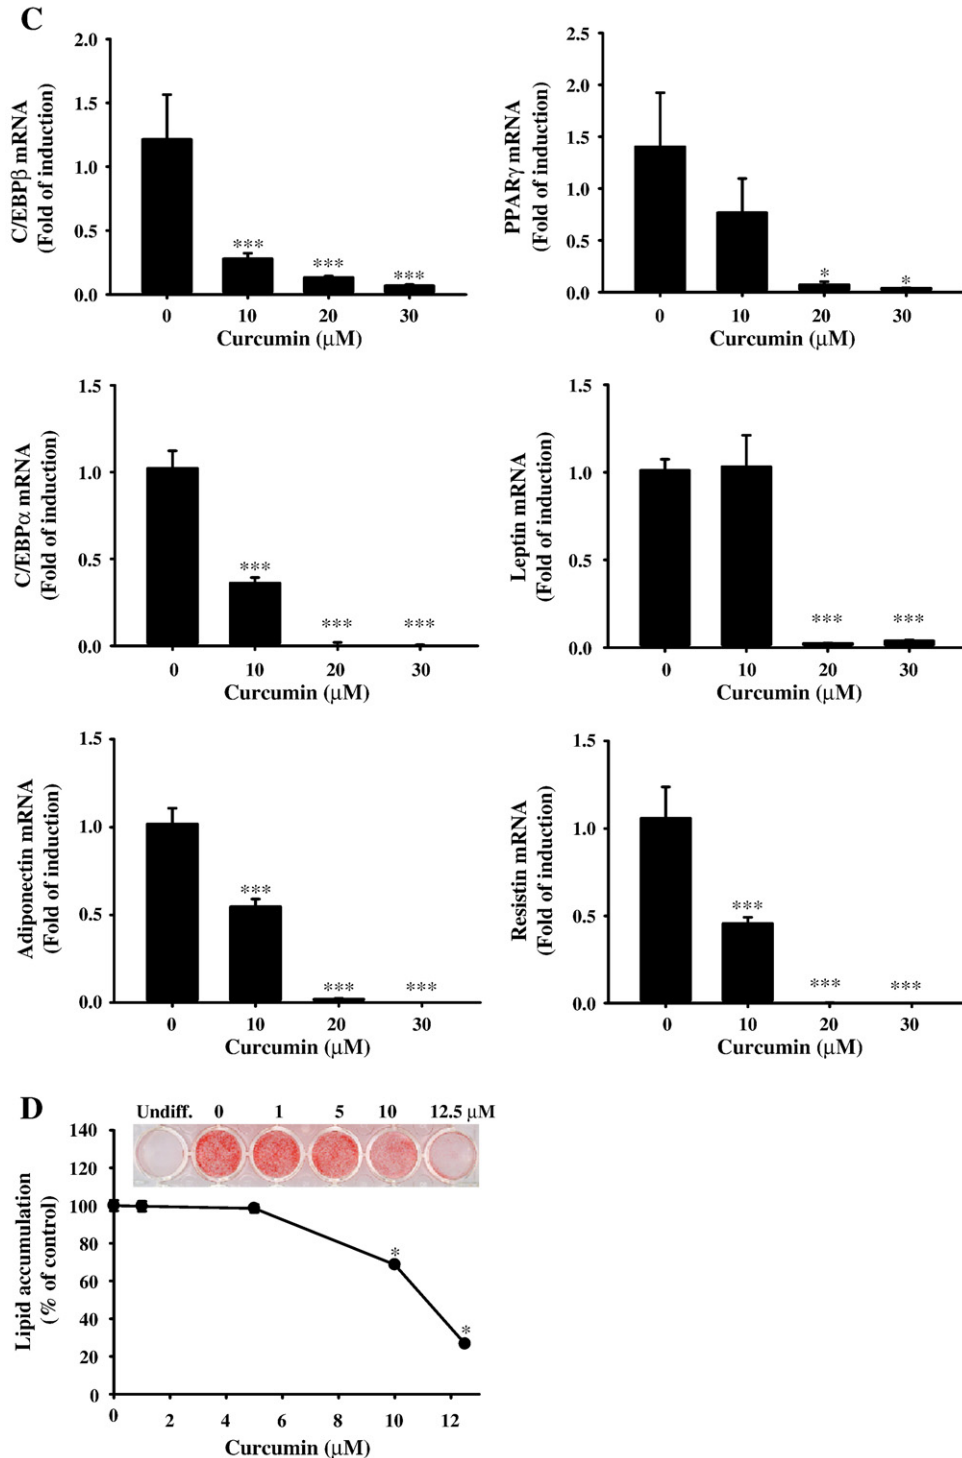 C
C/EBPβ mRNA
(Fold of induction)
2.0
1.5
1.0
0.5
0.0
***
***
***
0 10 20 30
Curcumin (µM)
PPARγ mRNA
(Fold of induction)
2.5
2.0
1.5
1.0
0.5
0.0
*
*
0 10 20 30
Curcumin (µM)
C/EBPα mRNA
(Fold of induction)
1.5
1.0
0.5
0.0
***
***
***
0 10 20 30
Curcumin (µM)
Leptin mRNA
(Fold of induction)
1.5
1.0
0.5
0.0
***
***
0 10 20 30
Curcumin (µM)
Adiponectin mRNA
(Fold of induction)
1.5
1.0
0.5
0.0
***
***
***
0 10 20 30
Curcumin (µM)
Resistin mRNA
(Fold of induction)
1.5
1.0
0.5
0.0
***
***
***
0 10 20 30
Curcumin (µM)
D
Undiff. 0 1 5 10 12.5 µM
Lipid accumulation
(% of control)
140
120
100
80
60
40
20
0
*
*
0 2 4 6 8 10 12
Curcumin (µM)